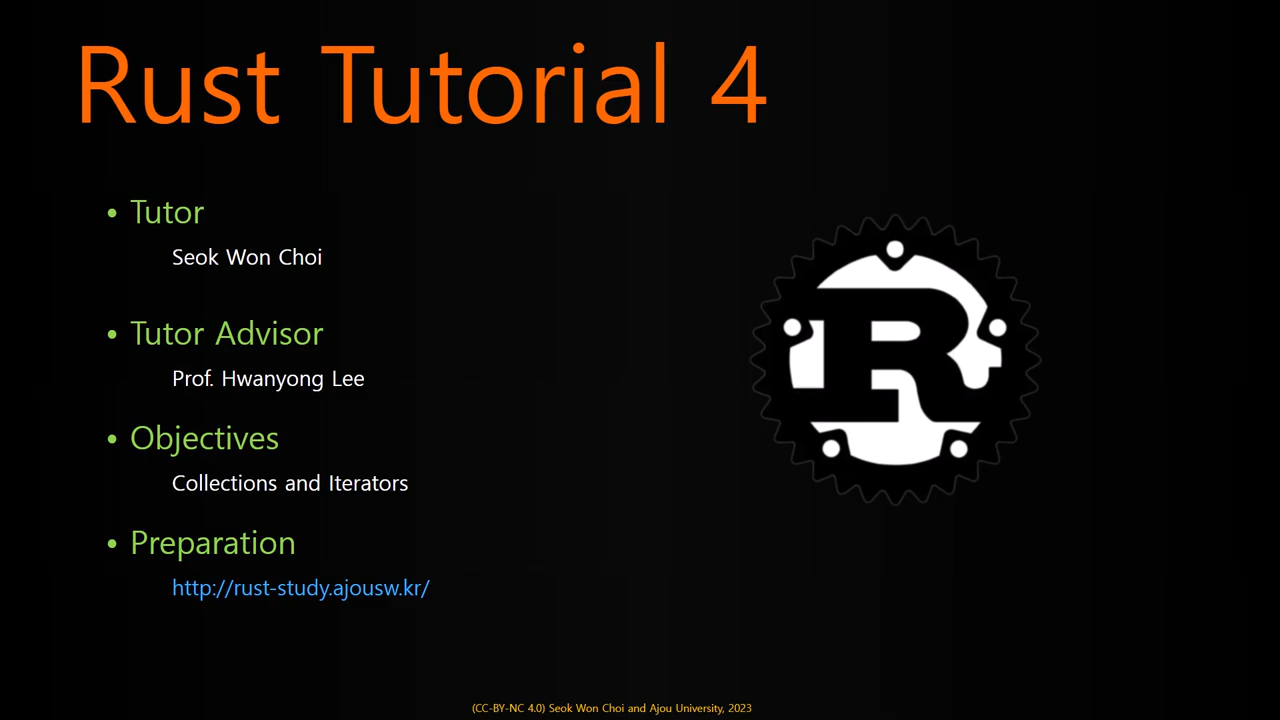 Rust Tutorial 4
• Tutor
Seok Won Choi
• Tutor Advisor
Prof. Hwanyong Lee
• Objectives
Collections and Iterators
• Preparation
http://rust-study.ajousw.kr/
R
(CC-BY-NC 4.0) Seok Won Choi and Ajou University, 2023